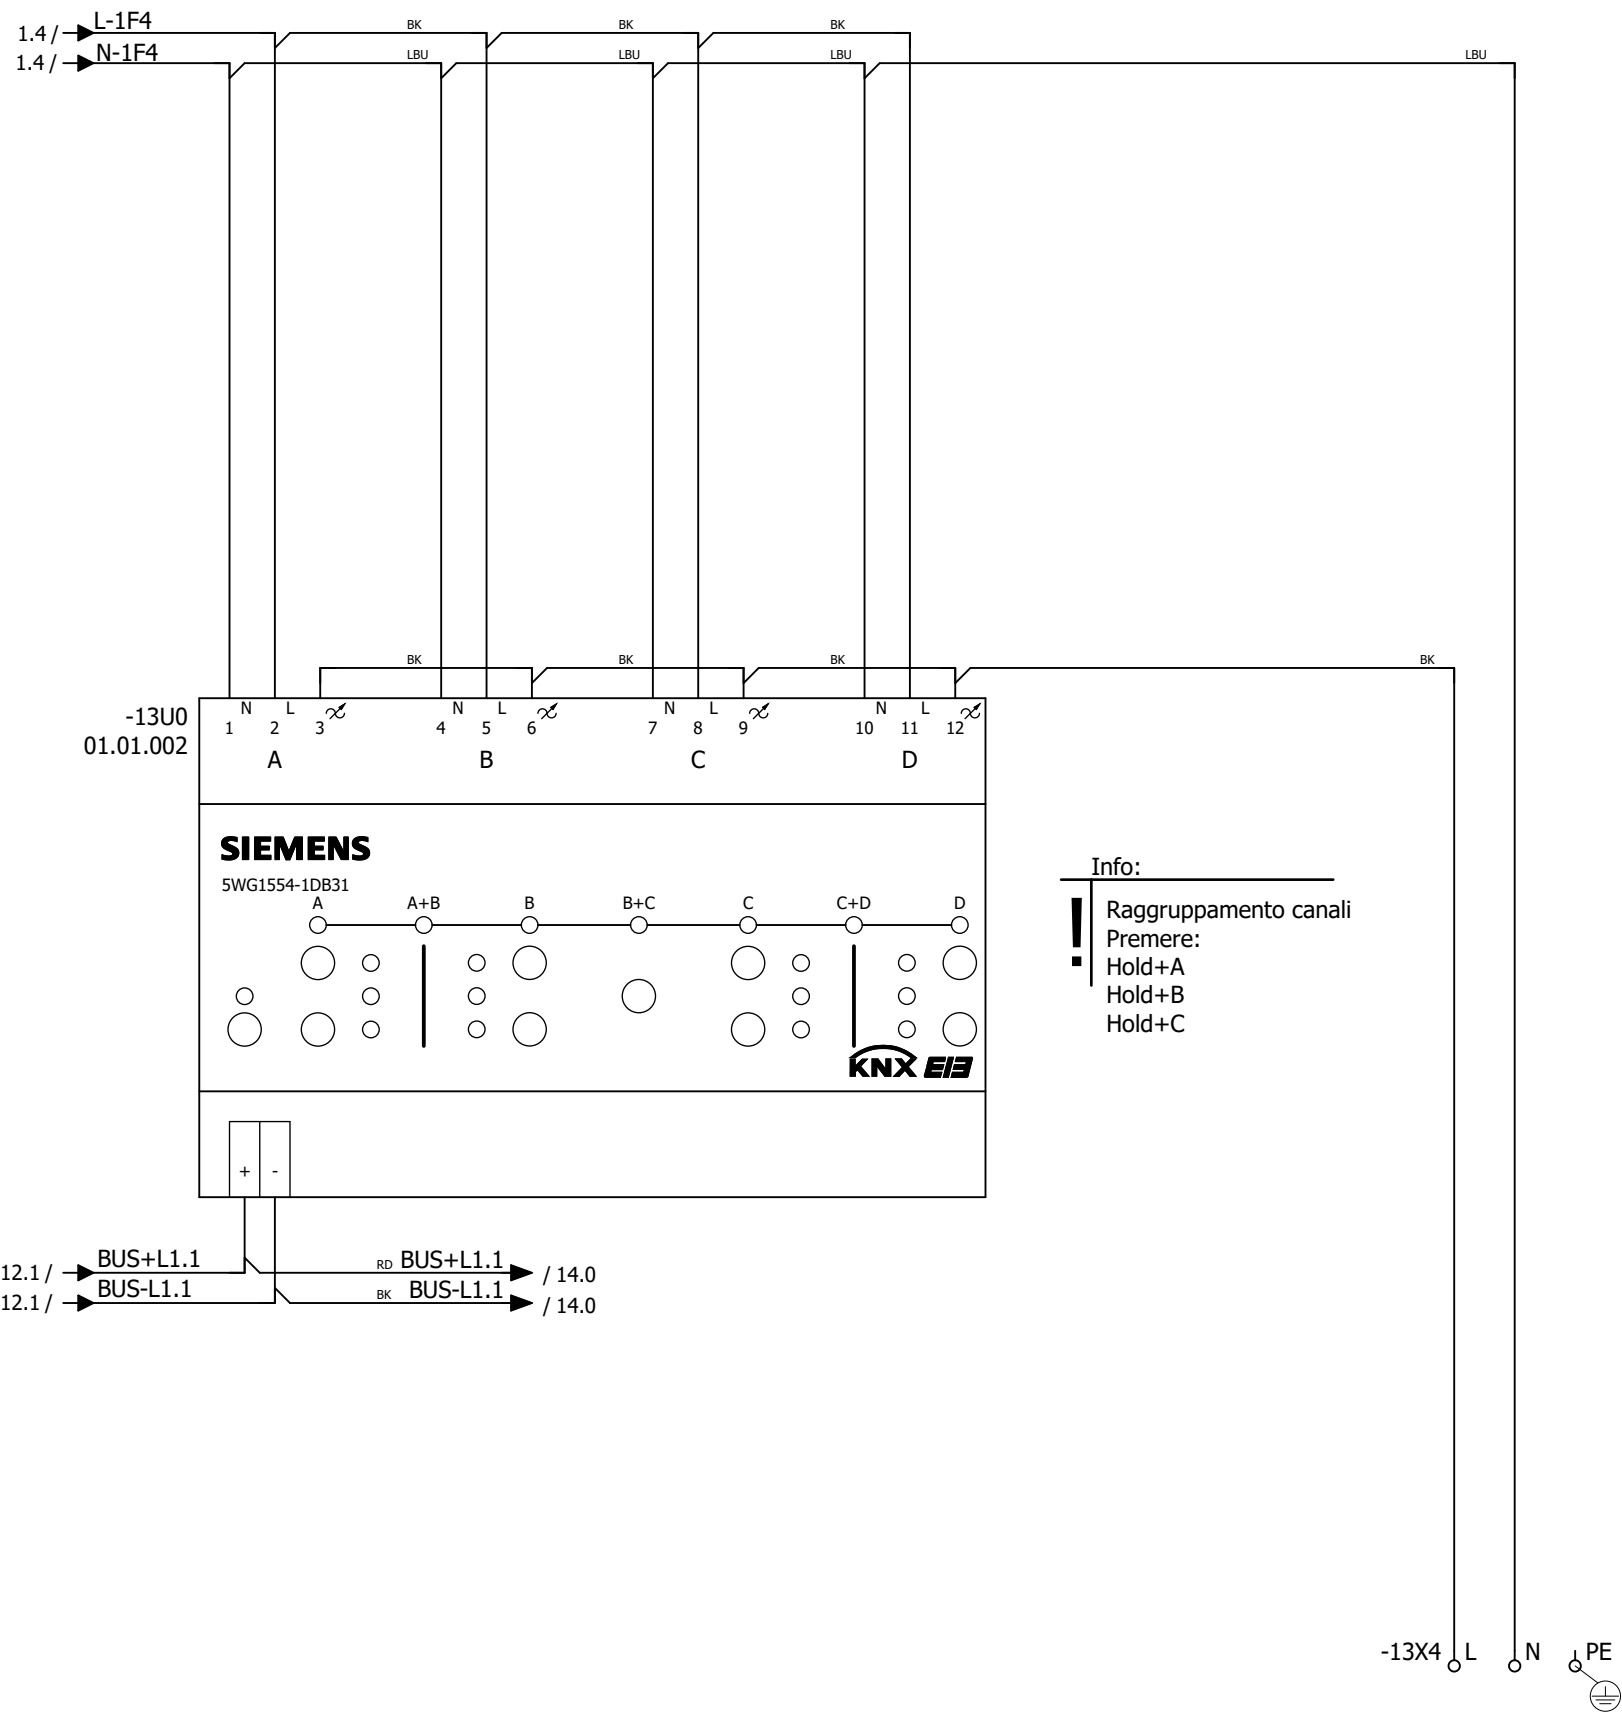 1.4 / L-1F4 BK BK BK
1.4 / N-1F4 LBU LBU LBU LBU
BK BK BK BK
-13U0
01.01.002
N L N L N L N L
1 2 3 4 5 6 7 8 9 10 11 12
A B C D
SIEMENS
5WG1554-1DB31
A A+B B B+C C C+D D
KNX EIB
Info:
!
Raggruppamento canali
Premere:
Hold+A
Hold+B
Hold+C
+ -
12.1 / BUS+L1.1 RD BUS+L1.1 / 14.0
12.1 / BUS-L1.1 BK BUS-L1.1 / 14.0
-13X4 L N PE